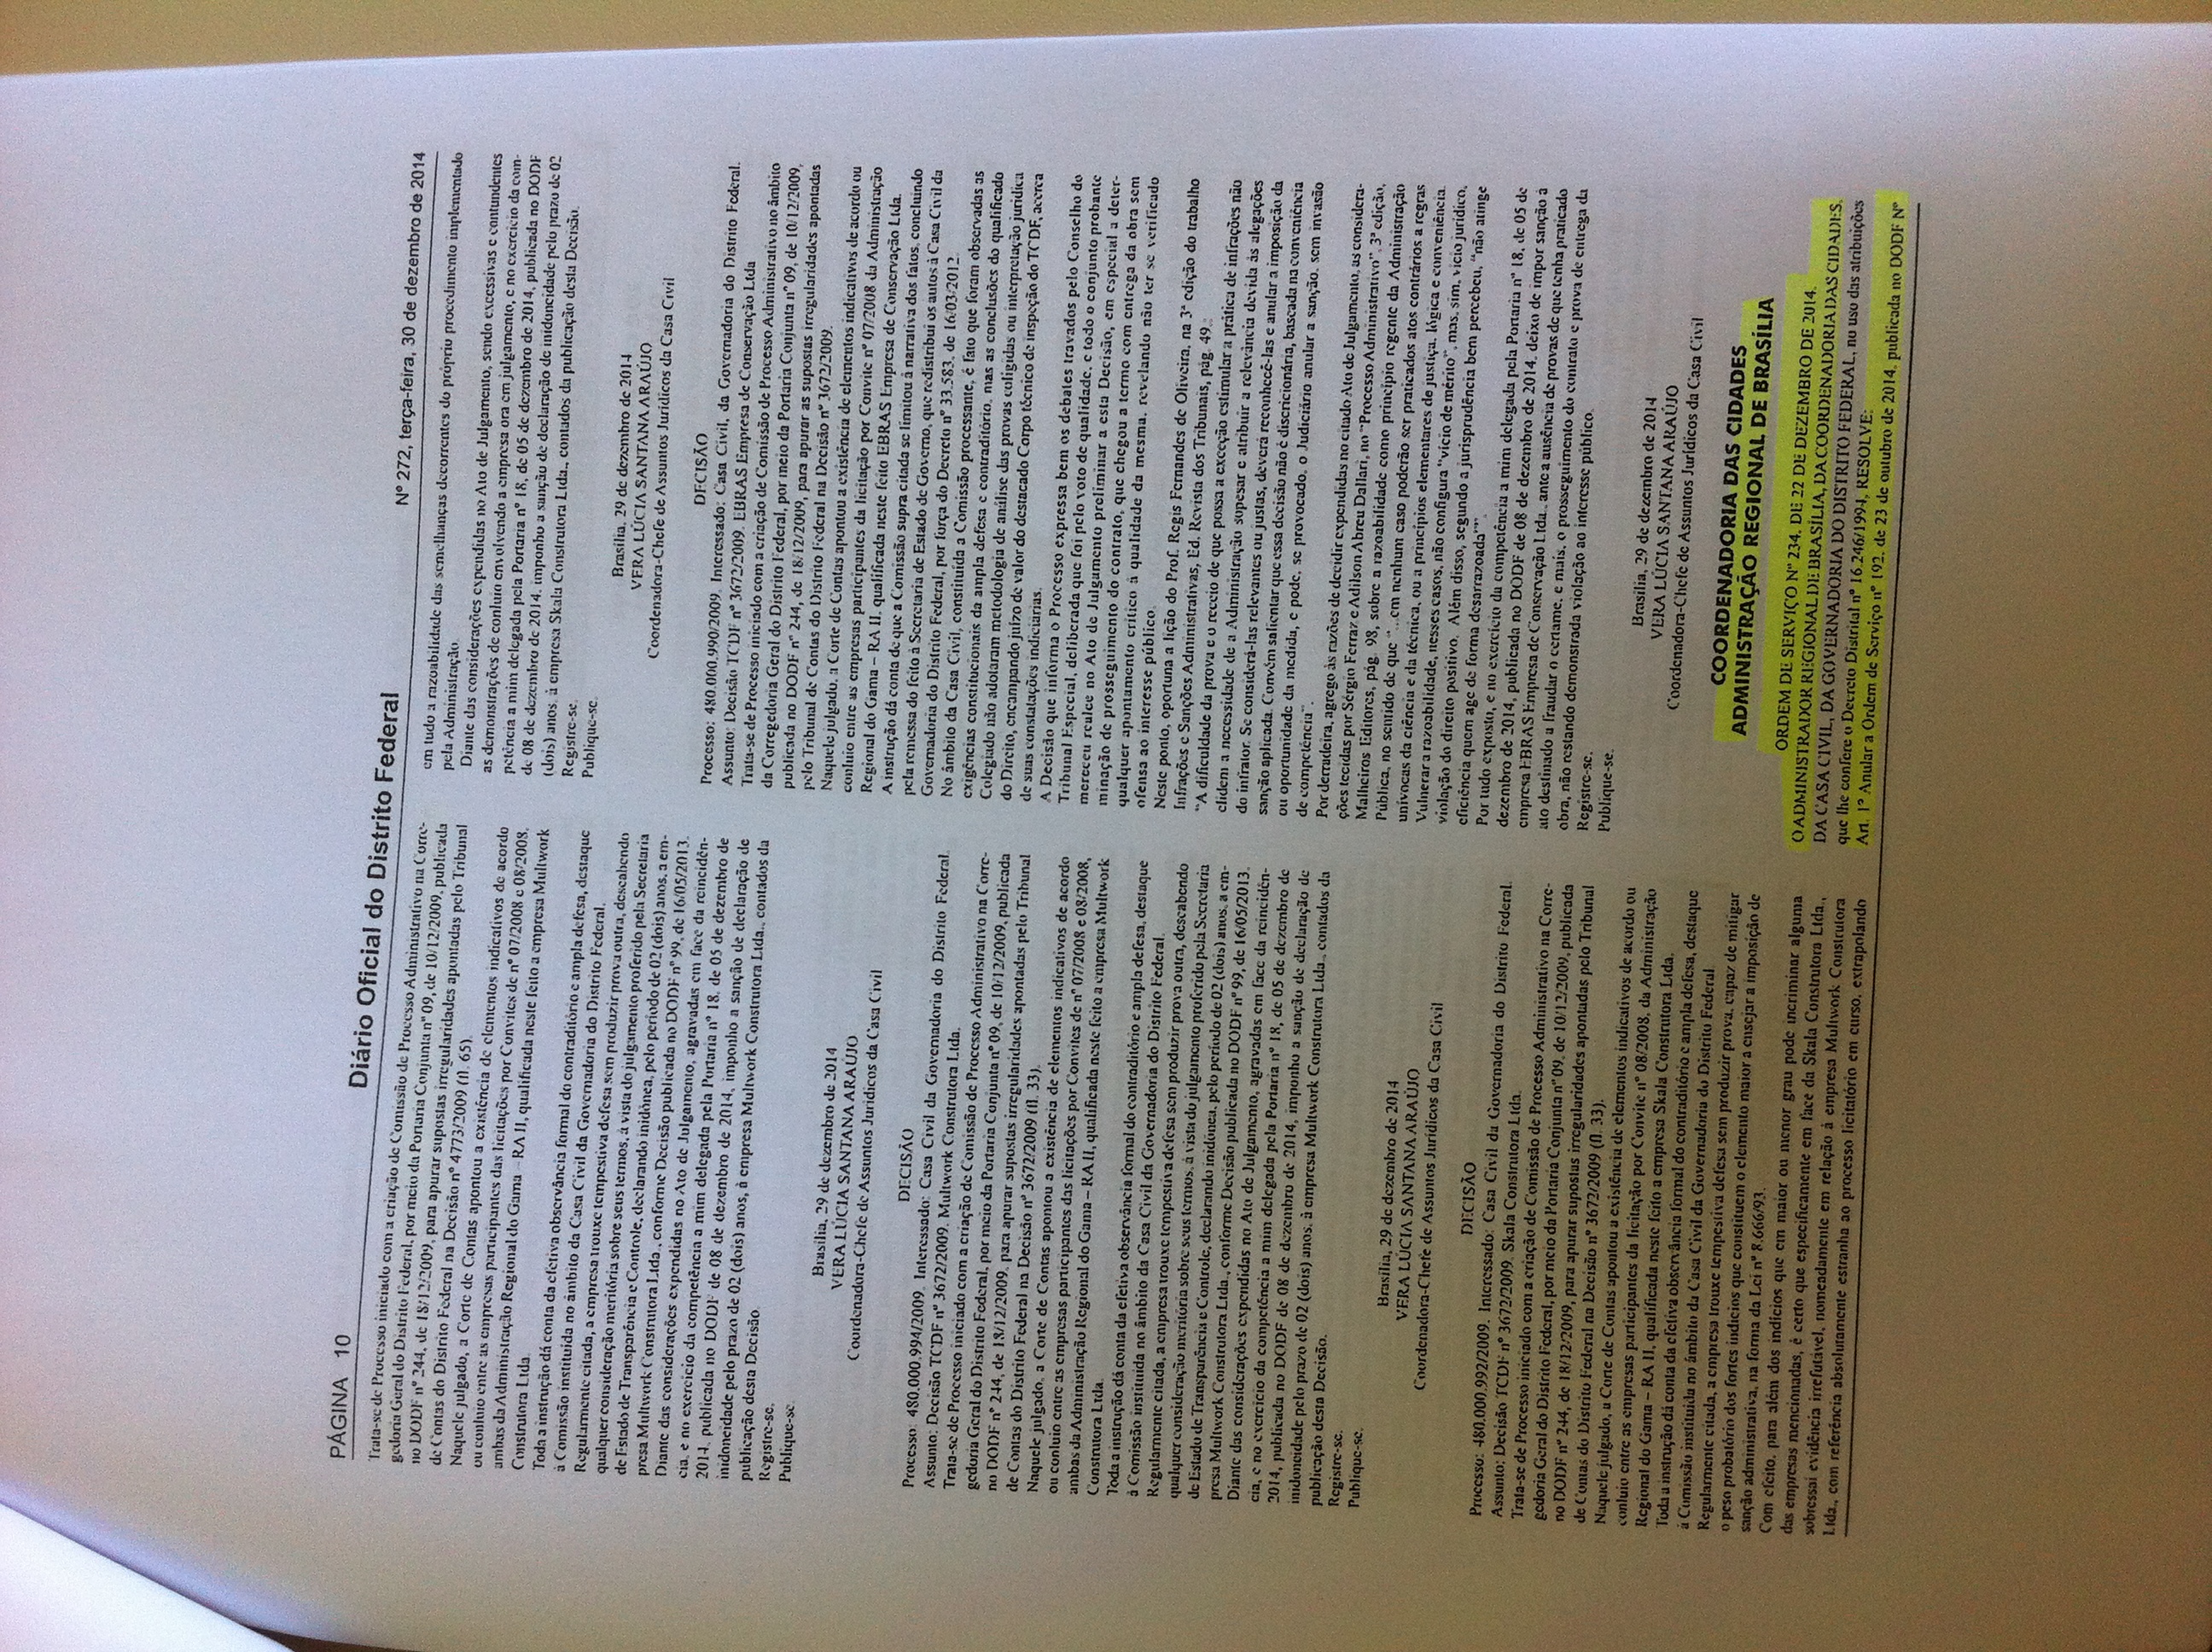 PÁGINA 10
Diário Oficial do Distrito Federal
Nº 272, terça-feira, 30 de dezembro de 2014
Trata-se de Processo iniciado com a criação de Comissão de Processo Administrativo na Corre-
gedoria Geral do Distrito Federal, por meio da Portaria Conjunta nº 09, de 10/12/2009, publicada
no DODF nº 244, de 18/12/2009, para apurar supostas irregularidades apontadas pelo Tribunal
de Contas do Distrito Federal na Decisão nº 4773/2009 (fl. 65).
Naquele julgado, a Corte de Contas apontou a existência de elementos indicativos de acordo
ou conluio entre as empresas participantes das licitações por Convites de nº 07/2008 e 08/2008,
ambas da Administração Regional do Gama – RA II, qualificada neste feito a empresa Multwork
Construtora Ltda.
Toda a instrução dá conta da efetiva observância formal do contraditório e ampla defesa, destaque
à Comissão instituída no âmbito da Casa Civil da Governadoria do Distrito Federal.
Regularmente citada, a empresa trouxe tempestiva defesa sem produzir prova outra, descabendo
qualquer consideração meritória sobre seus termos, à vista do julgamento proferido pela Secretaria
de Estado de Transparência e Controle, declarando inidônea, pelo período de 02 (dois) anos, a em-
presa Multwork Construtora Ltda., conforme Decisão publicada no DODF nº 99, de 16/05/2013.
Diante das considerações expendidas no Ato de Julgamento, agravadas em face da reincidên-
cia, e no exercício da competência a mim delegada pela Portaria nº 18, de 05 de dezembro de
2014, publicada no DODF de 08 de dezembro de 2014, imponho a sanção de declaração de
inidoneidade pelo prazo de 02 (dois) anos, à empresa Multwork Construtora Ltda., contados da
publicação desta Decisão.
Registre-se.
Publique-se.
Brasília, 29 de dezembro de 2014
VERA LÚCIA SANTANA ARAÚJO
Coordenadora-Chefe de Assuntos Jurídicos da Casa Civil
DECISÃO
Processo: 480.000.994/2009. Interessado: Casa Civil da Governadoria do Distrito Federal.
Assunto: Decisão TCDF nº 3672/2009. Multwork Construtora Ltda.
Trata-se de Processo iniciado com a criação de Comissão de Processo Administrativo na Corre-
gedoria Geral do Distrito Federal, por meio da Portaria Conjunta nº 09, de 10/12/2009, publicada
no DODF nº 244, de 18/12/2009, para apurar supostas irregularidades apontadas pelo Tribunal
de Contas do Distrito Federal na Decisão nº 3672/2009 (fl. 33).
Naquele julgado, a Corte de Contas apontou a existência de elementos indicativos de acordo
ou conluio entre as empresas participantes das licitações por Convites de nº 07/2008 e 08/2008,
ambas da Administração Regional do Gama – RA II, qualificada neste feito a empresa Multwork
Construtora Ltda.
Toda a instrução dá conta da efetiva observância formal do contraditório e ampla defesa, destaque
à Comissão instituída no âmbito da Casa Civil da Governadoria do Distrito Federal.
Regularmente citada, a empresa trouxe tempestiva defesa sem produzir prova outra, descabendo
qualquer consideração meritória sobre seus termos, à vista do julgamento proferido pela Secretaria
de Estado de Transparência e Controle, declarando inidônea, pelo período de 02 (dois) anos, a em-
presa Multwork Construtora Ltda., conforme Decisão publicada no DODF nº 99, de 16/05/2013.
Diante das considerações expendidas no Ato de Julgamento, agravadas em face da reincidên-
cia, e no exercício da competência a mim delegada pela Portaria nº 18, de 05 de dezembro de
2014, publicada no DODF de 08 de dezembro de 2014, imponho a sanção de declaração de
inidoneidade pelo prazo de 02 (dois) anos, à empresa Multwork Construtora Ltda., contados da
publicação desta Decisão.
Registre-se.
Publique-se.
Brasília, 29 de dezembro de 2014
VERA LÚCIA SANTANA ARAÚJO
Coordenadora-Chefe de Assuntos Jurídicos da Casa Civil
DECISÃO
Processo: 480.000.992/2009. Interessado: Casa Civil da Governadoria do Distrito Federal.
Assunto: Decisão TCDF nº 3672/2009. Skala Construtora Ltda.
Trata-se de Processo iniciado com a criação de Comissão de Processo Administrativo na Corre-
gedoria Geral do Distrito Federal, por meio da Portaria Conjunta nº 09, de 10/12/2009, publicada
no DODF nº 244, de 18/12/2009, para apurar supostas irregularidades apontadas pelo Tribunal
de Contas do Distrito Federal na Decisão nº 3672/2009 (fl. 33).
Naquele julgado, a Corte de Contas apontou a existência de elementos indicativos de acordo ou
conluio entre as empresas participantes da licitação por Convite nº 08/2008, da Administração
Regional do Gama – RA II, qualificada neste feito a empresa Skala Construtora Ltda.
Toda a instrução dá conta da efetiva observância formal do contraditório e ampla defesa, destaque
à Comissão instituída no âmbito da Casa Civil da Governadoria do Distrito Federal.
Regularmente citada, a empresa trouxe tempestiva defesa sem produzir prova, capaz de mitigar
o peso probatório dos fortes indícios que constituem o elemento maior a ensejar a imposição de
sanção administrativa, na forma da Lei nº 8.666/93.
Com efeito, para além dos indícios que em maior ou menor grau pode incriminar alguma
das empresas mencionadas, é certo que especificamente em face da Skala Construtora Ltda.,
sobressai evidência irrefutável, nomeadamente em relação à empresa Multwork Construtora
Ltda., com referência absolutamente estranha ao processo licitatório em curso, extrapolando
em tudo a razoabilidade das semelhanças decorrentes do próprio procedimento implementado
pela Administração.
Diante das considerações expendidas no Ato de Julgamento, sendo excessivas e contundentes
as demonstrações de conluio envolvendo a empresa ora em julgamento, e no exercício da com-
petência a mim delegada pela Portaria nº 18, de 05 de dezembro de 2014, publicada no DODF
de 08 de dezembro de 2014, imponho a sanção de declaração de inidoneidade pelo prazo de 02
(dois) anos, à empresa Skala Construtora Ltda., contados da publicação desta Decisão.
Registre-se.
Publique-se.
Brasília, 29 de dezembro de 2014
VERA LÚCIA SANTANA ARAÚJO
Coordenadora-Chefe de Assuntos Jurídicos da Casa Civil
DECISÃO
Processo: 480.000.990/2009. Interessado: Casa Civil, da Governadoria do Distrito Federal.
Assunto: Decisão TCDF nº 3672/2009. EBRAS Empresa de Conservação Ltda
Trata-se de Processo iniciado com a criação de Comissão de Processo Administrativo no âmbito
da Corregedoria Geral do Distrito Federal, por meio da Portaria Conjunta nº 09, de 10/12/2009,
publicada no DODF nº 244, de 18/12/2009, para apurar as supostas irregularidades apontadas
pelo Tribunal de Contas do Distrito Federal na Decisão nº 3672/2009.
Naquele julgado, a Corte de Contas apontou a existência de elementos indicativos de acordo ou
conluio entre as empresas participantes da licitação por Convite nº 07/2008 da Administração
Regional do Gama – RA II, qualificada neste feito EBRAS Empresa de Conservação Ltda.
A instrução dá conta de que a Comissão supra citada se limitou à narrativa dos fatos, concluindo
pela remessa do feito à Secretaria de Estado de Governo, que redistribui os autos à Casa Civil da
Governadoria do Distrito Federal, por força do Decreto nº 33.583, de 16/03/2012.
No âmbito da Casa Civil, constituída a Comissão processante, é fato que foram observadas as
exigências constitucionais da ampla defesa e contraditório, mas as conclusões do qualificado
Colegiado não adotaram metodologia de análise das provas coligidas ou interpretação jurídica
do Direito, encampando juízo de valor do destacado Corpo técnico de inspeção do TCDF, acerca
de suas constatações indiciárias.
A Decisão que informa o Processo expressa bem os debates travados pelo Conselho do
Tribunal Especial, deliberada que foi pelo voto de qualidade, e todo o conjunto probante
mereceu realce no Ato de Julgamento preliminar a esta Decisão, em especial a deter-
minação de prosseguimento do contrato, que chegou a termo com entrega da obra sem
qualquer apontamento crítico à qualidade da mesma, revelando não ter se verificado
ofensa ao interesse público.
Neste ponto, oportuna a lição do Prof. Regis Fernandes de Oliveira, na 3ª edição do trabalho
Infrações e Sanções Administrativas, Ed. Revista dos Tribunais, pág. 49.:
"A dificuldade da prova e o receio de que possa a exceção estimular a prática de infrações não
elidem a necessidade de a Administração sopesar e atribuir a relevância devida às alegações
do infrator. Se considerá-las relevantes ou justas, deverá reconhecê-las e anular a imposição da
sanção aplicada. Convém salientar que essa decisão não é discricionária, baseada na conveniência
ou oportunidade da medida, e pode, se provocado, o Judiciário anular a sanção, sem invasão
de competência".
Por derradeira, agrego às razões de decidir expendidas no citado Ato de Julgamento, as considera-
ções tecidas por Sérgio Ferraz e Adilson Abreu Dallari, no "Processo Administrativo", 3ª edição,
Malheiros Editores, pág. 98, sobre a razoabilidade como princípio regente da Administração
Pública, no sentido de que "...em nenhum caso poderão ser praticados atos contrários a regras
unívocas da ciência e da técnica, ou a princípios elementares de justiça, lógica e conveniência.
Vulnerar a razoabilidade, nesses casos, não configura "vício de mérito", mas, sim, vício jurídico,
violação do direito positivo. Além disso, segundo a jurisprudência bem percebeu, "não atinge
eficiência quem age de forma desarrazoada"".
Por tudo exposto, e no exercício da competência a mim delegada pela Portaria nº 18, de 05 de
dezembro de 2014, publicada no DODF de 08 de dezembro de 2014, deixo de impor sanção à
empresa EBRAS Empresa de Conservação Ltda., ante a ausência de provas de que tenha praticado
ato destinado a fraudar o certame, e mais, o prosseguimento do contrato e prova de entrega da
obra, não restando demonstrada violação ao interesse público.
Registre-se.
Publique-se.
Brasília, 29 de dezembro de 2014
VERA LÚCIA SANTANA ARAÚJO
Coordenadora-Chefe de Assuntos Jurídicos da Casa Civil
COORDENADORIA DAS CIDADES
ADMINISTRAÇÃO REGIONAL DE BRASÍLIA
ORDEM DE SERVIÇO Nº 234, DE 22 DE DEZEMBRO DE 2014.
O ADMINISTRADOR REGIONAL DE BRASÍLIA, DA COORDENADORIA DAS CIDADES,
DA CASA CIVIL, DA GOVERNADORIA DO DISTRITO FEDERAL, no uso das atribuições
que lhe confere o Decreto Distrital nº 16.246/1994, RESOLVE:
Art. 1º Anular a Ordem de Serviço nº 192, de 23 de outubro de 2014, publicada no DODF Nº